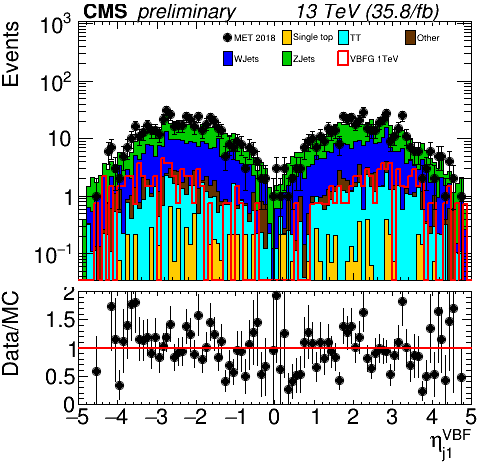 CMS preliminary 13 TeV (35.8/fb)
Events
10³
10²
10
1
10⁻¹
MET 2018 Single top TT Other
WJets ZJets VBFG 1TeV
Data/MC
2
1.5
1
0.5
0
−5 −4 −3 −2 −1 0 1 2 3 4 5
η_{j1}^{VBF}